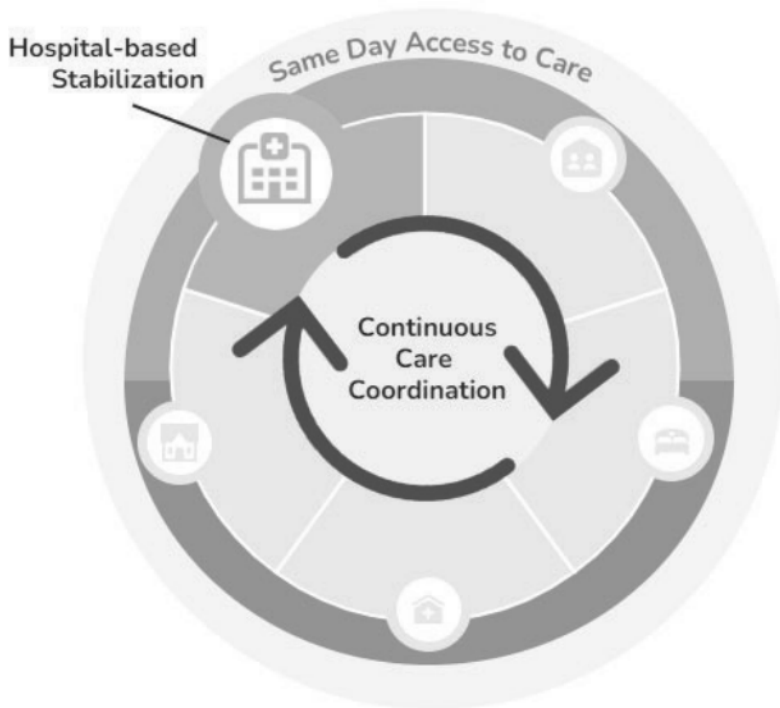 Hospital-based
Stabilization
Same Day Access to Care
Continuous
Care
Coordination